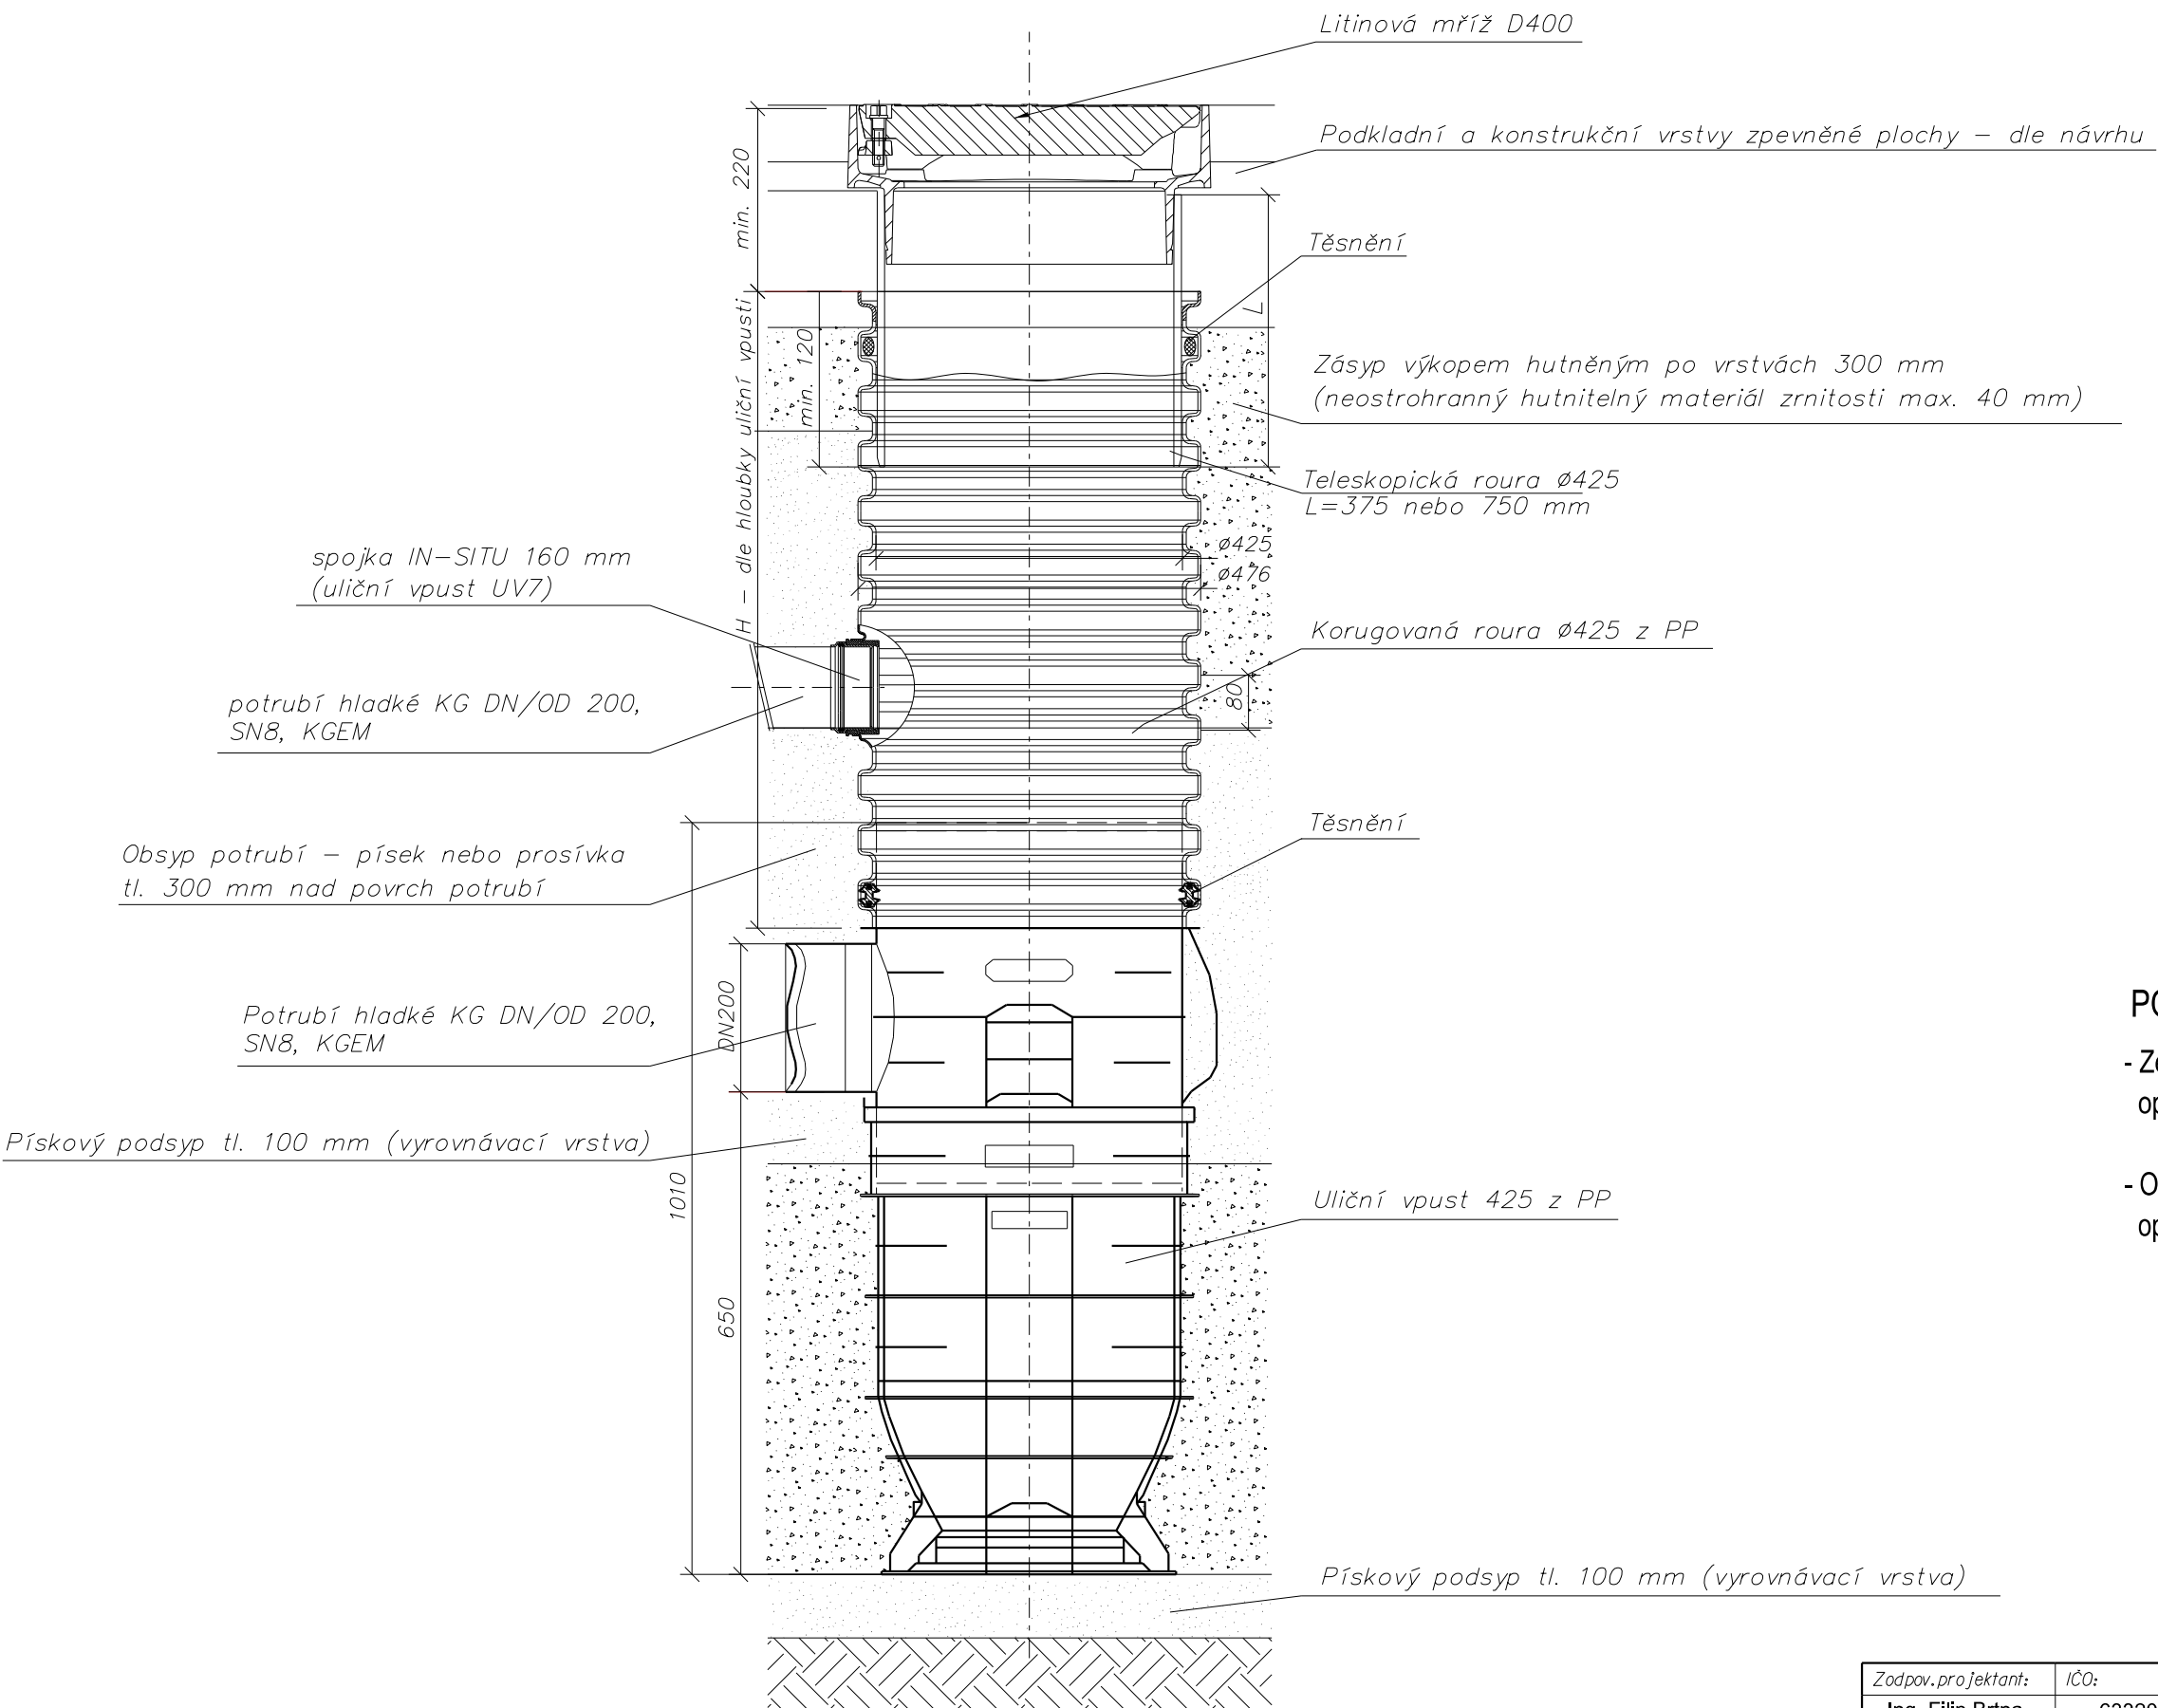 Litinová mříž D400
Podkladní a konstrukční vrstvy zpevněné plochy – dle návrhu
min. 220
Těsnění
L
H – dle hloubky uliční vpusti
min. 120
Zásyp výkopem hutněným po vrstvách 300 mm
(neostrohranný hutnitelný materiál zrnitosti max. 40 mm)
Teleskopická roura ø425
L=375 nebo 750 mm
spojka IN-SITU 160 mm
(uliční vpust UV7)
ø425
ø476
Korugovaná roura ø425 z PP
potrubí hladké KG DN/OD 200,
SN8, KGEM
80
Těsnění
Obsyp potrubí – písek nebo prosívka
tl. 300 mm nad povrch potrubí
DN200
Potrubí hladké KG DN/OD 200,
SN8, KGEM
Pískový podsyp tl. 100 mm (vyrovnávací vrstva)
1010
650
Uliční vpust 425 z PP
Pískový podsyp tl. 100 mm (vyrovnávací vrstva)
- O
Zodpov.projektant:
IČO:
Ing. Filip Brtna